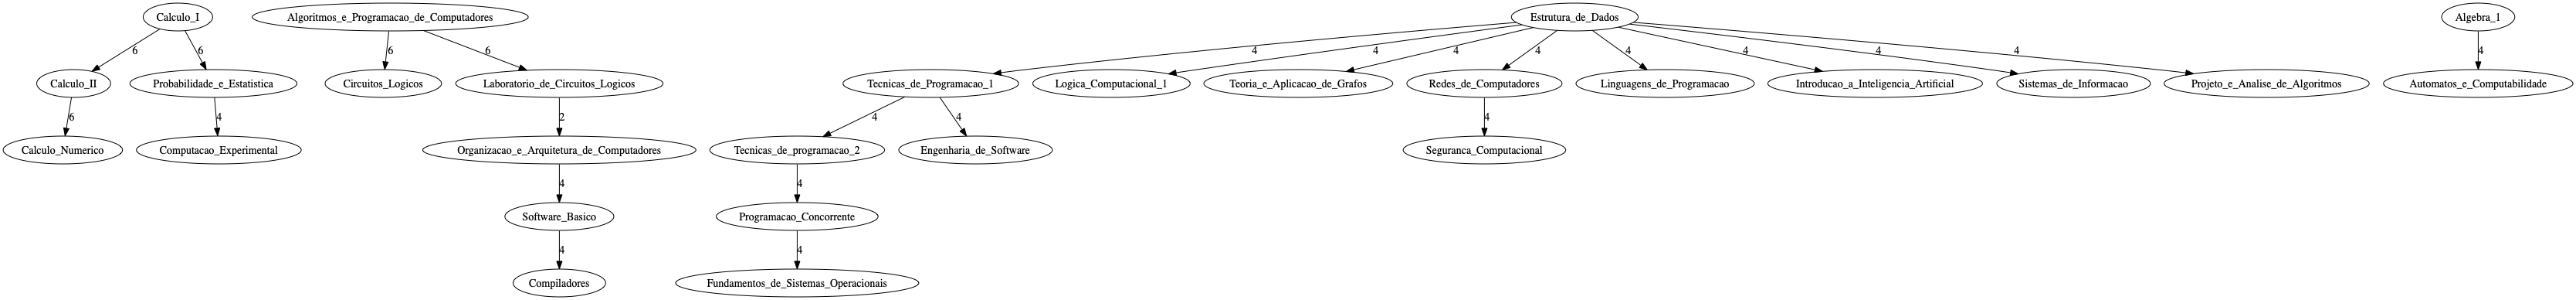 Calculo_I
Algoritmos_e_Programacao_de_Computadores
Estrutura_de_Dados
Algebra_1
6
6
6
6
4
4
4
4
4
4
4
4
4
Calculo_II
Probabilidade_e_Estatistica
Circuitos_Logicos
Laboratorio_de_Circuitos_Logicos
Tecnicas_de_Programacao_1
Logica_Computacional_1
Teoria_e_Aplicacao_de_Grafos
Redes_de_Computadores
Linguagens_de_Programacao
Introducao_a_Inteligencia_Artificial
Sistemas_de_Informacao
Projeto_e_Analise_de_Algoritmos
Automatos_e_Computabilidade
6
4
2
4
4
4
Calculo_Numerico
Computacao_Experimental
Organizacao_e_Arquitetura_de_Computadores
Tecnicas_de_programacao_2
Engenharia_de_Software
Seguranca_Computacional
4
4
Software_Basico
Programacao_Concorrente
4
4
Compiladores
Fundamentos_de_Sistemas_Operacionais